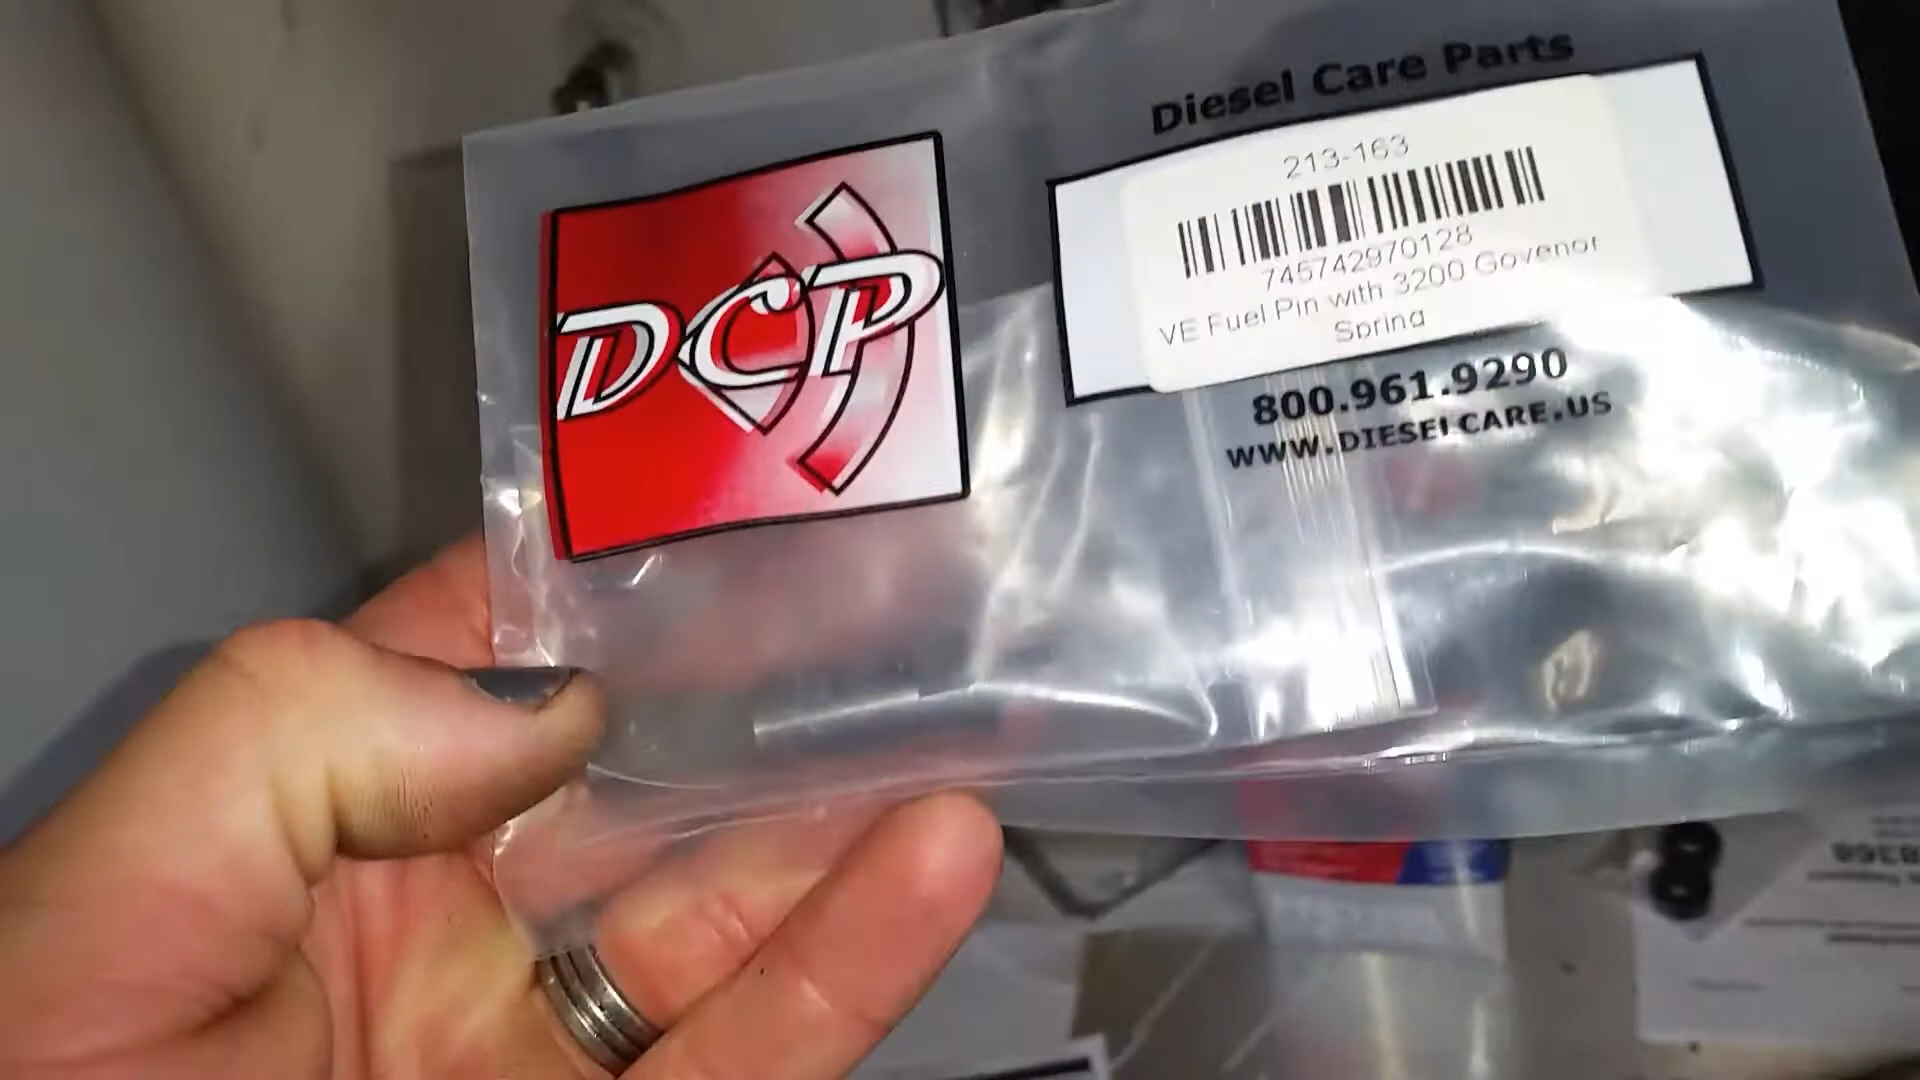 Diesel Care Parts
DCP
213-163
745742970128
VE Fuel Pin with 3200 Govenor
Spring
800.961.9290
WWW.DIESELCARE.US